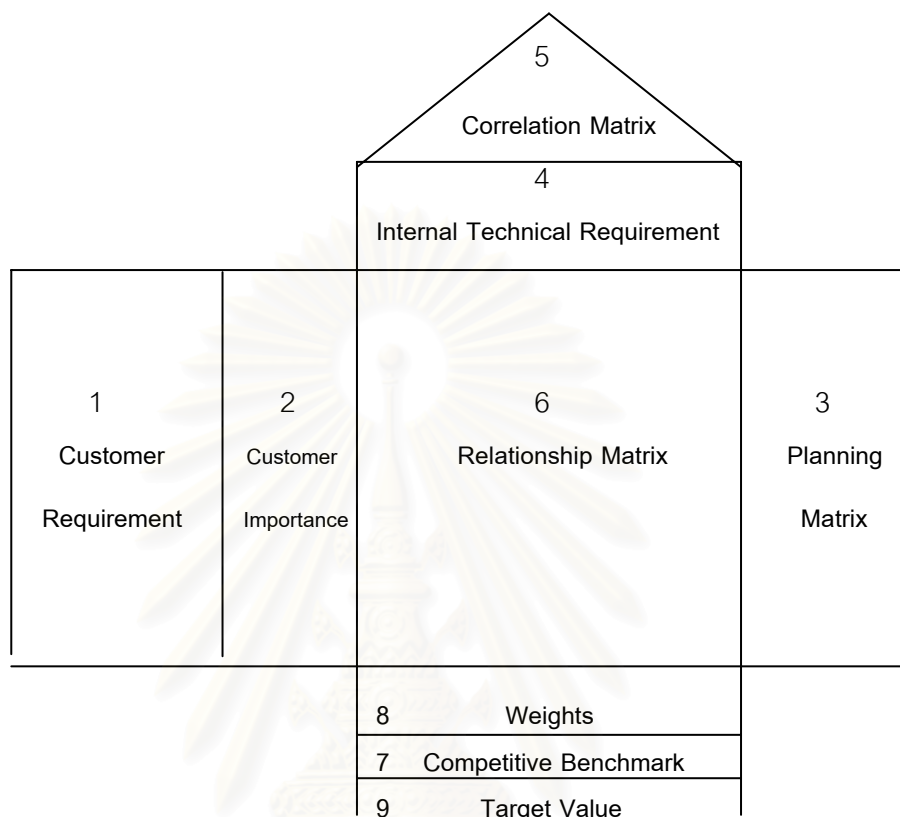 5
Correlation Matrix
4
Internal Technical Requirement
1
Customer
Requirement
2
Customer
Importance
6
Relationship Matrix
3
Planning
Matrix
8 Weights
7 Competitive Benchmark
9 Target Value